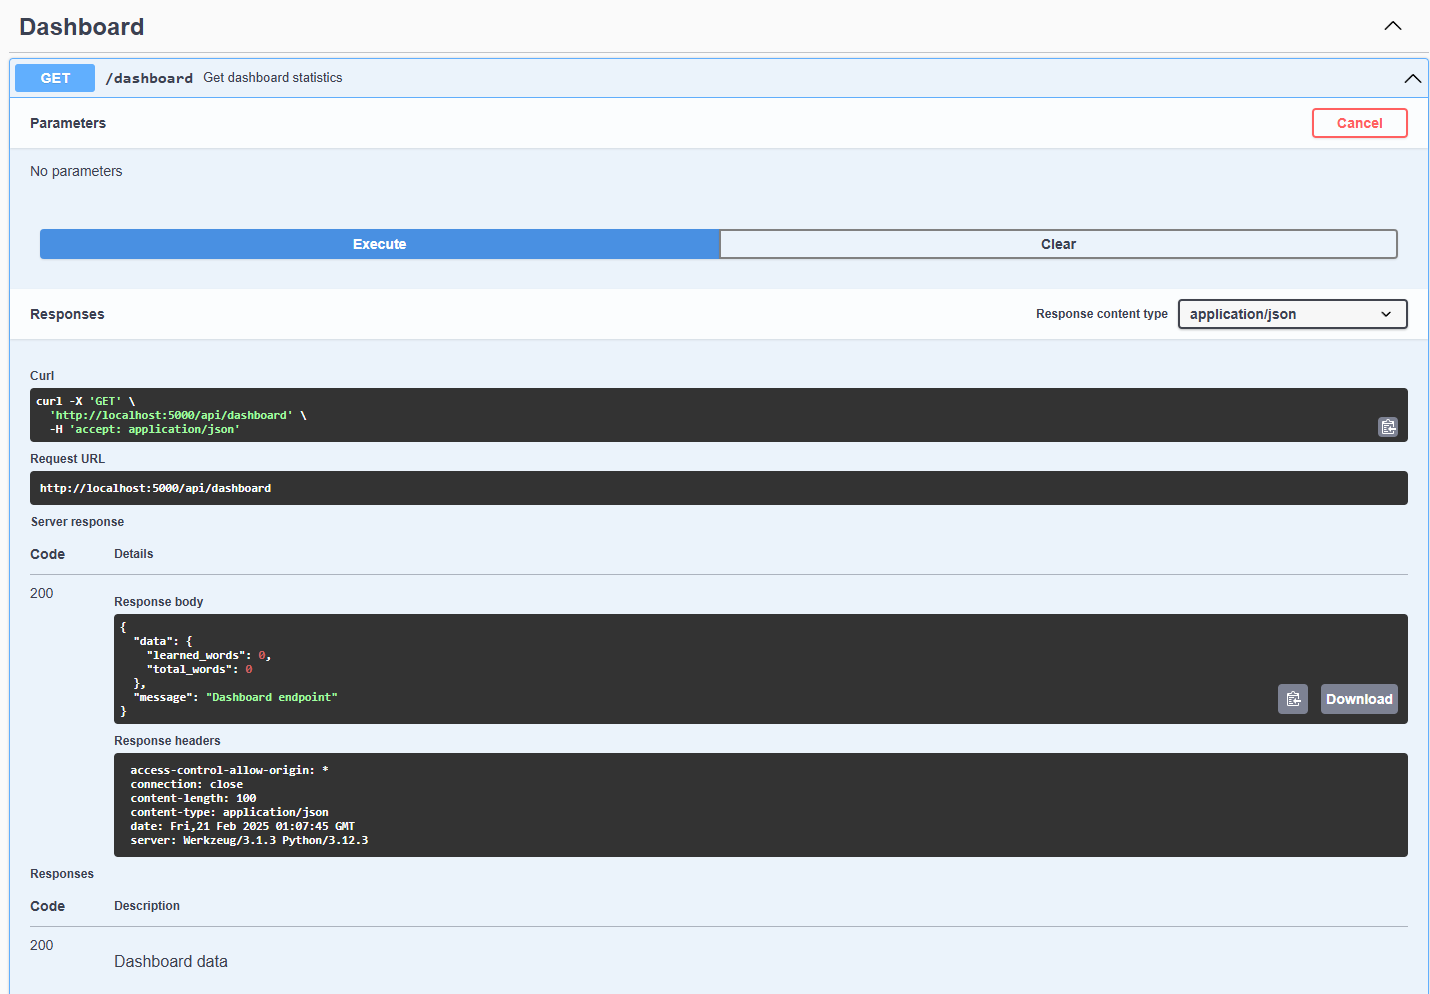 Dashboard
GET /dashboard Get dashboard statistics
Parameters
Cancel
No parameters
Execute
Clear
Responses
Response content type
application/json
Curl
curl -X 'GET' \
  'http://localhost:5000/api/dashboard' \
  -H 'accept: application/json'
Request URL
http://localhost:5000/api/dashboard
Server response
Code Details
200
Response body
{
  "data": {
    "learned_words": 0,
    "total_words": 0
  },
  "message": "Dashboard endpoint"
}
Download
Response headers
access-control-allow-origin: *
connection: close
content-length: 100
content-type: application/json
date: Fri,21 Feb 2025 01:07:45 GMT
server: Werkzeug/3.1.3 Python/3.12.3
Responses
Code Description
200
Dashboard data